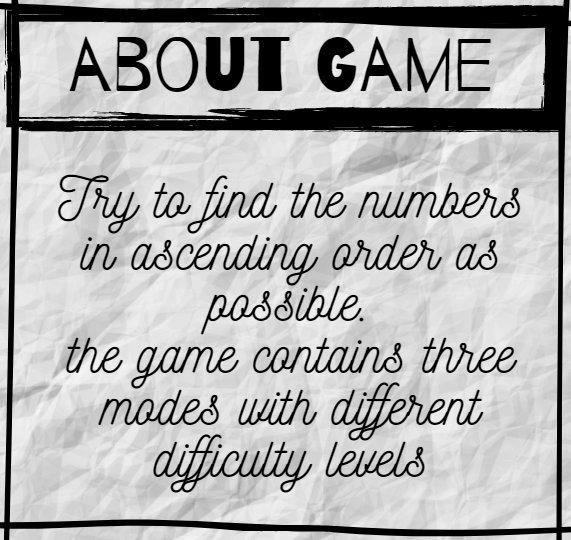 ABOUT GAME
Try to find the numbers
in ascending order as
possible.
the game contains three
modes with different
difficulty levels